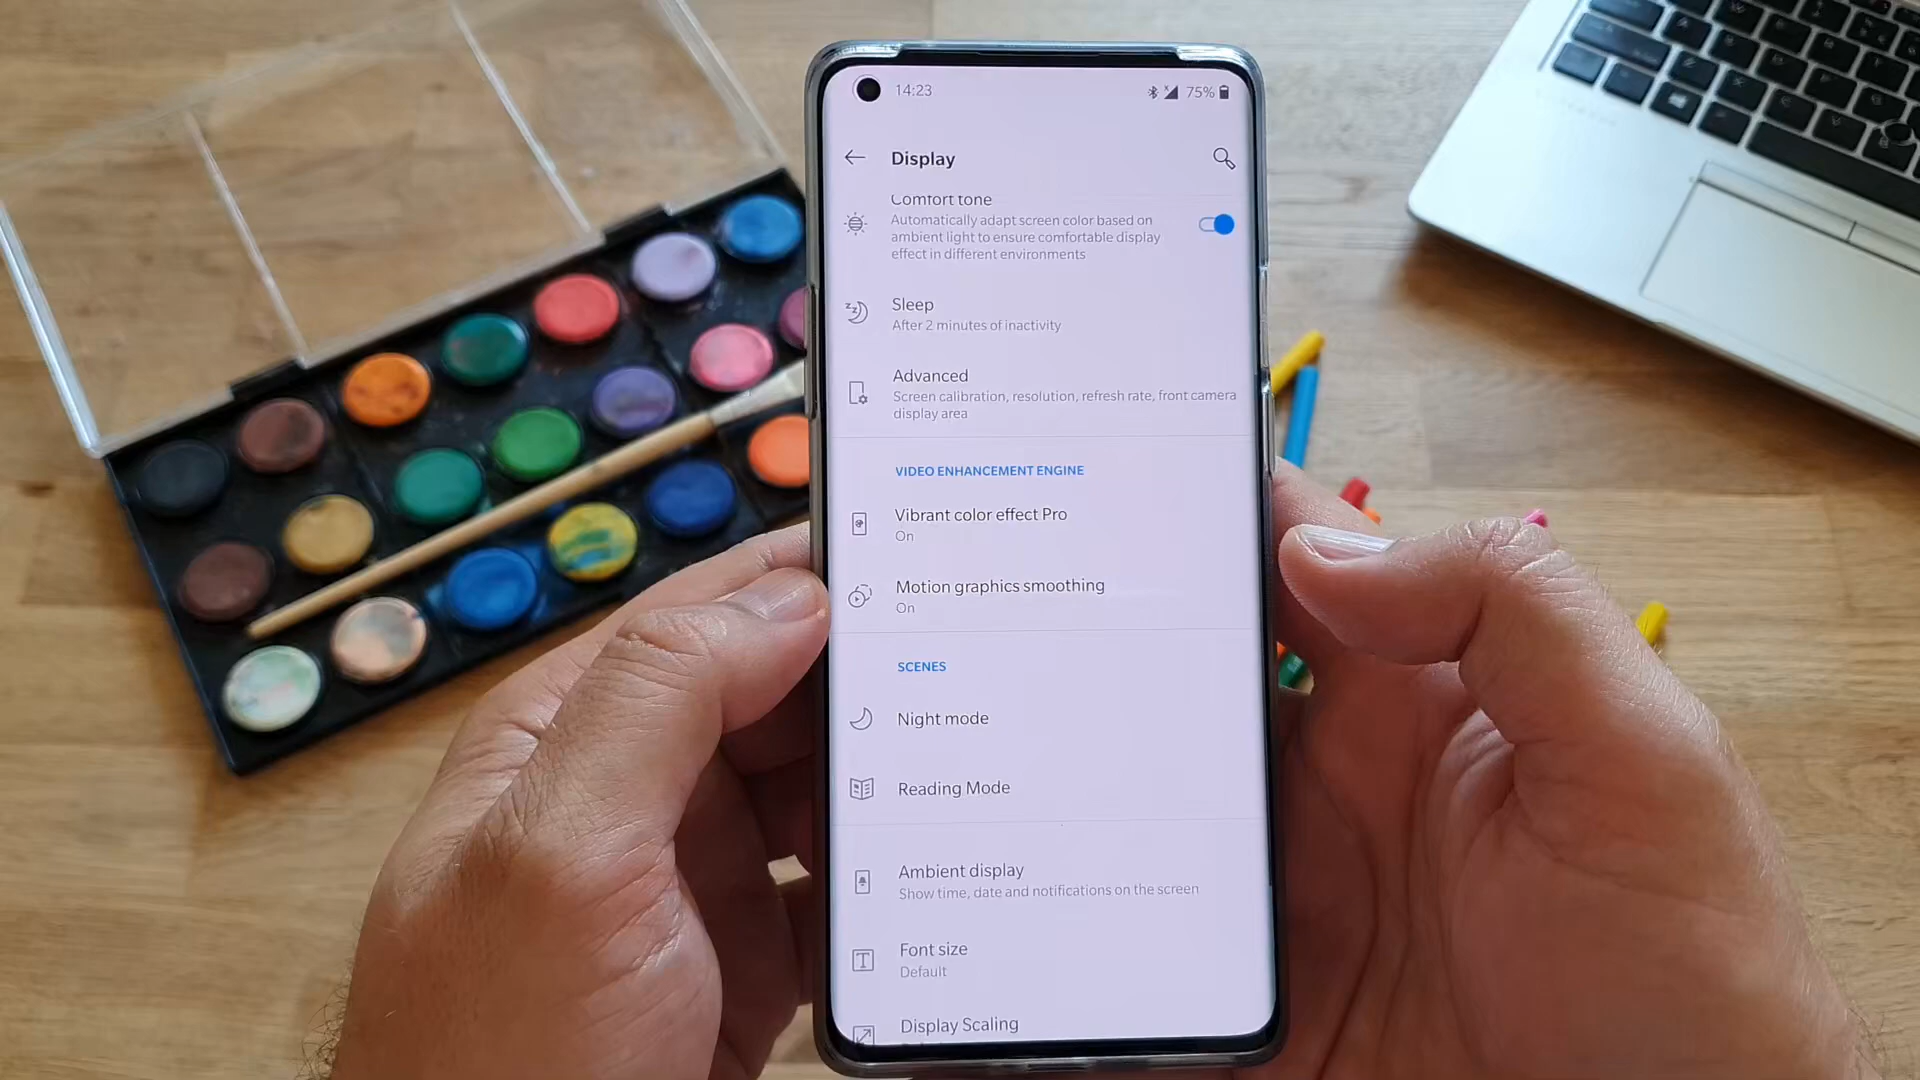 14:23
75%
Display
Comfort tone
Automatically adapt screen color based on
ambient light to ensure comfortable display
effect in different environments
Sleep
After 2 minutes of inactivity
Advanced
Screen calibration, resolution, refresh rate, front camera
display area
VIDEO ENHANCEMENT ENGINE
Vibrant color effect Pro
On
Motion graphics smoothing
On
SCENES
Night mode
Reading Mode
Ambient display
Show time, date and notifications on the screen
Font size
Default
Display Scaling